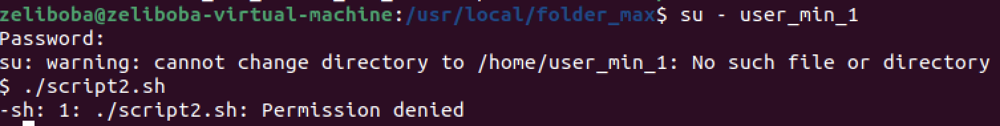 zeliboba@zeliboba-virtual-machine:/usr/local/folder_max$ su - user_min_1
Password:
su: warning: cannot change directory to /home/user_min_1: No such file or directory
$ ./script2.sh
-sh: 1: ./script2.sh: Permission denied